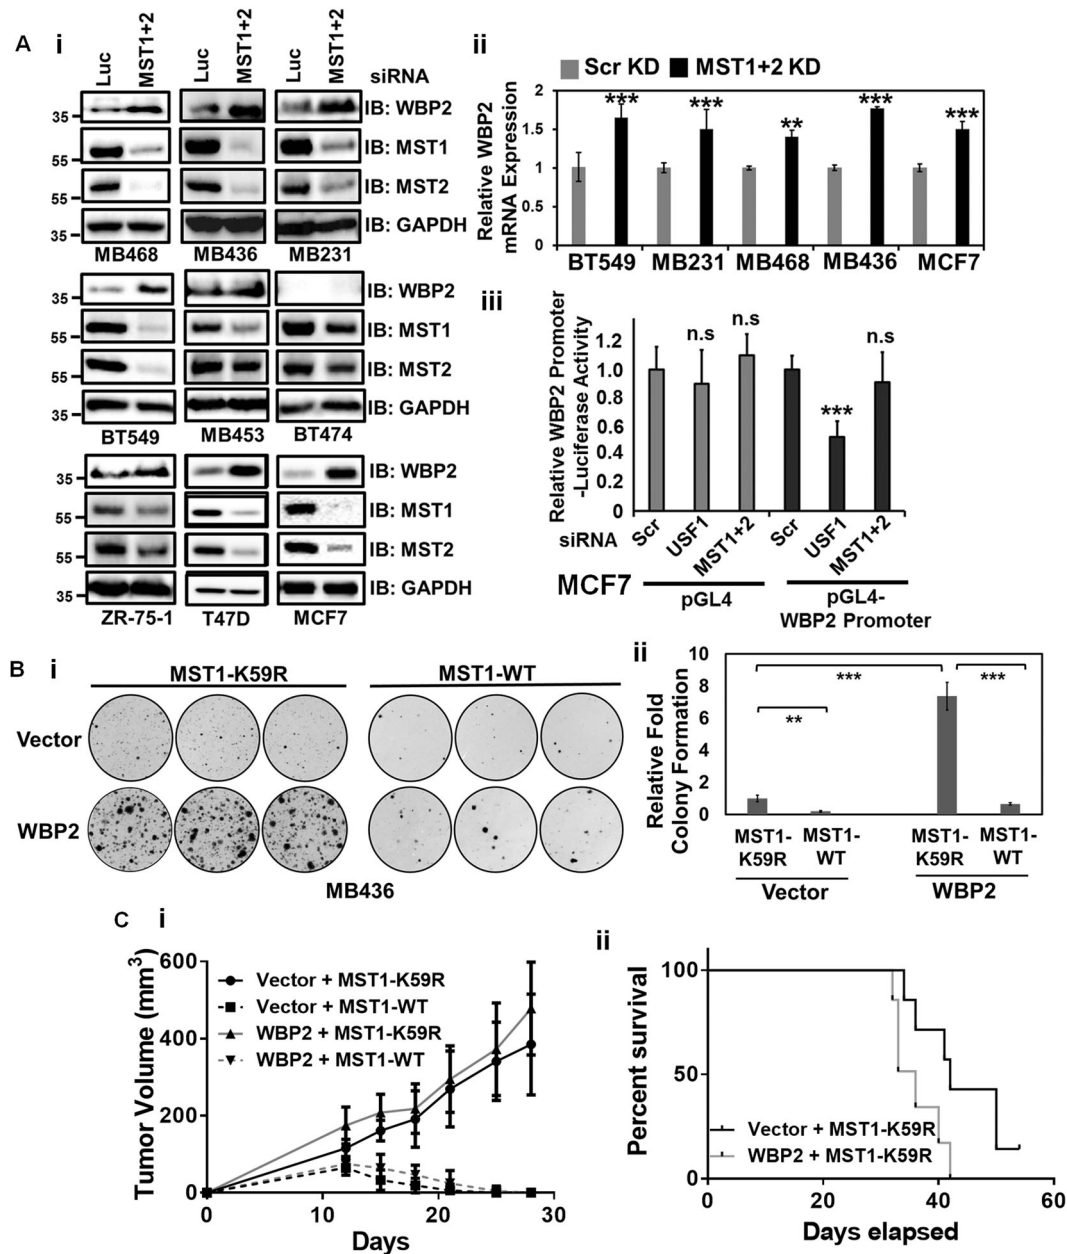 A i
Luc MST1+2 Luc MST1+2 Luc MST1+2
siRNA
35 IB: WBP2
55 IB: MST1
55 IB: MST2
35 IB: GAPDH
MB468 MB436 MB231
35 IB: WBP2
55 IB: MST1
55 IB: MST2
35 IB: GAPDH
BT549 MB453 BT474
35 IB: WBP2
55 IB: MST1
55 IB: MST2
35 IB: GAPDH
ZR-75-1 T47D MCF7
ii
Scr KD MST1+2 KD
Relative WBP2
mRNA Expression
2
1.5
1
0.5
0
*** *** ** *** ***
BT549 MB231 MB468 MB436 MCF7
iii
Relative WBP2 Promoter
-Luciferase Activity
1.2
1.0
0.8
0.6
0.4
0.2
0
n.s n.s *** n.s
siRNA Scr USF1 MST1+2 Scr USF1 MST1+2
MCF7
pGL4 pGL4-
WBP2 Promoter
B i
MST1-K59R MST1-WT
Vector
WBP2
MB436
ii
Relative Fold
Colony Formation
10
8
6
4
2
0
*** ***
**
MST1- MST1- MST1- MST1-
K59R WT K59R WT
Vector WBP2
C i
Tumor Volume (mm3)
600
400
200
0
Vector + MST1-K59R
Vector + MST1-WT
WBP2 + MST1-K59R
WBP2 + MST1-WT
0 10 20 30
Days
ii
Percent survival
100
50
0
Vector + MST1-K59R
WBP2 + MST1-K59R
0 20 40 60
Days elapsed